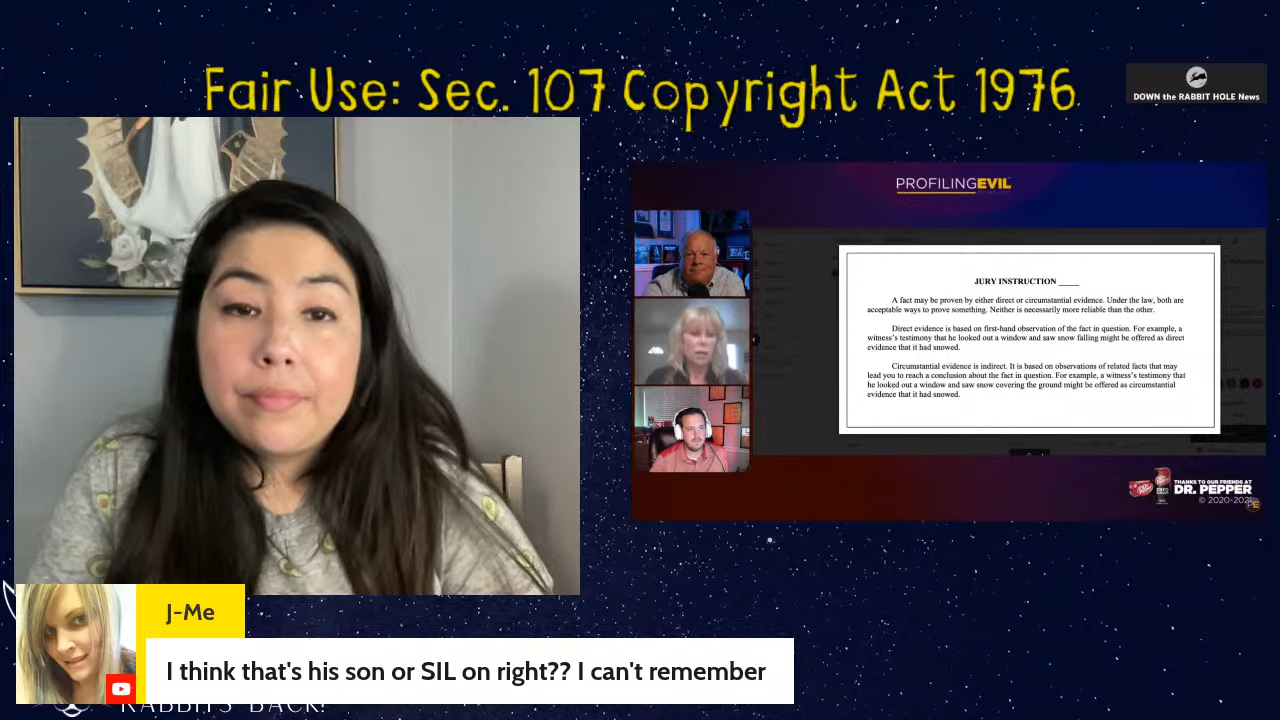 Fair Use: Sec. 107 Copyright Act 1976
DOWN the RABBIT HOLE News
PROFILINGEVIL
JURY INSTRUCTION _____
A fact may be proven by either direct or circumstantial evidence. Under the law, both are
acceptable ways to prove something. Neither is necessarily more reliable than the other.
Direct evidence is based on first-hand observation of the fact in question. For example, a
witness's testimony that he looked out a window and saw snow falling might be offered as direct
evidence that it had snowed.
Circumstantial evidence is indirect. It is based on observations of related facts that may
lead you to reach a conclusion about the fact in question. For example, a witness's testimony that
he looked out a window and saw snow covering the ground might be offered as circumstantial
evidence that it had snowed.
THANKS TO OUR FRIENDS AT
DR. PEPPER
© 2020-202
J-Me
I think that's his son or SIL on right?? I can't remember
RABBITS BACK!